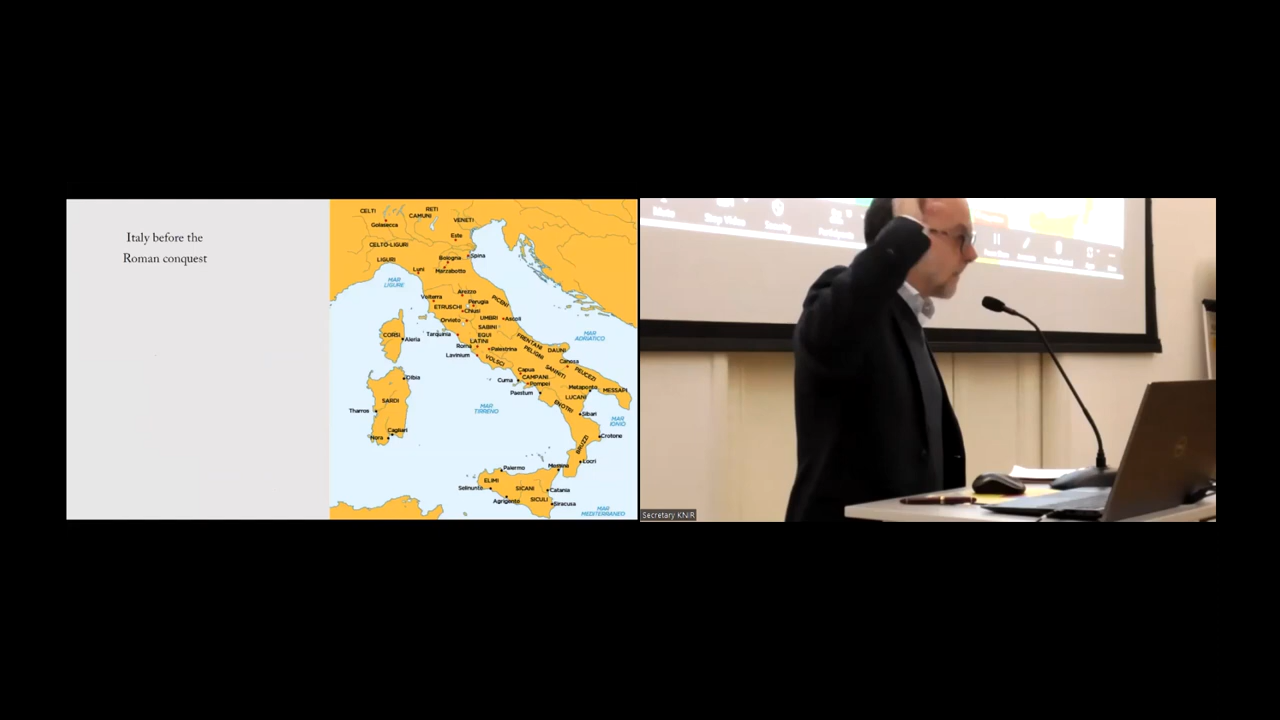 Italy before the
Roman conquest
CELTI
RETI
CAMUNI
VENETI
Golasecca
Este
CELTO-LIGURI
Bologna
Spina
LIGURI
Luni
Marzabotto
MAR
LIGURE
Volterra
Arezzo
PICENI
Perugia
ETRUSCHI
Chiusi
Orvieto
UMBRI
Ascoli
SABINI
CORSI
Aleria
Tarquinia
EQUI
LATINI
FRENTANI
MAR
ADRIATICO
Roma
Palestrina
PELIGNI
DAUNI
Lavinium
VOLSCI
Canosa
Olbia
Capua
CAMPANI
SANNITI
PEUCEZI
Cuma
Pompei
Metaponto
MESSAPI
Paestum
LUCANI
SARDI
MAR
TIRRENO
ENOTRI
Tharros
Sibari
MAR
IONIO
Cagliari
Nora
Crotone
BRUZZI
Locri
Palermo
Messina
ELIMI
Selinunte
SICANI
Catania
Agrigento
SICULI
Siracusa
MAR
MEDITERRANEO
Stop Video
Security
Secretary KNIR